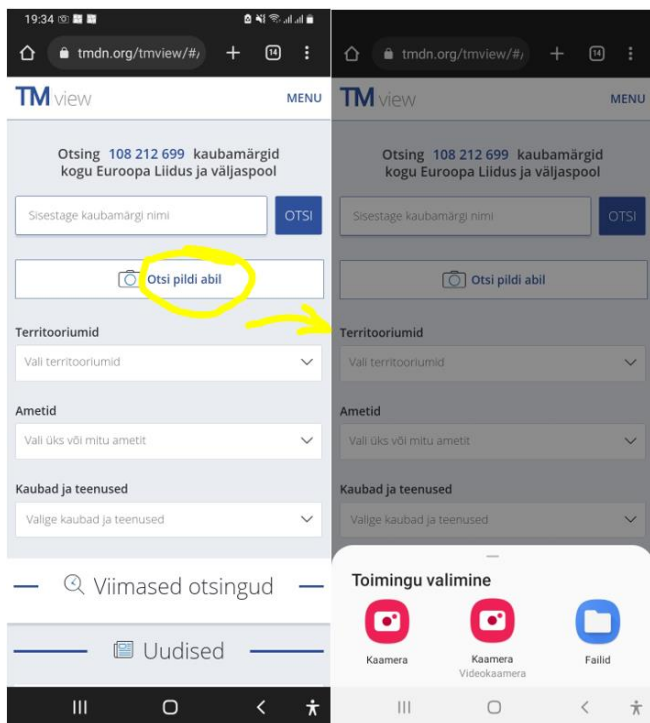 19:34
tmdn.org/tmview/#/
14
TM view
MENU
Otsing 108 212 699 kaubamärgid
kogu Euroopa Liidus ja väljaspool
Sisestage kaubamärgi nimi
OTSI
Otsi pildi abil
Territooriumid
Vali territooriumid
Ametid
Vali üks või mitu ametit
Kaubad ja teenused
Valige kaubad ja teenused
Viimased otsingud
Uudised
tmdn.org/tmview/#/
14
TM view
MENU
Otsing 108 212 699 kaubamärgid
kogu Euroopa Liidus ja väljaspool
Sisestage kaubamärgi nimi
OTSI
Otsi pildi abil
Territooriumid
Vali territooriumid
Ametid
Vali üks või mitu ametit
Kaubad ja teenused
Valige kaubad ja teenused
Toimingu valimine
Kaamera
Kaamera
Videokaamera
Failid